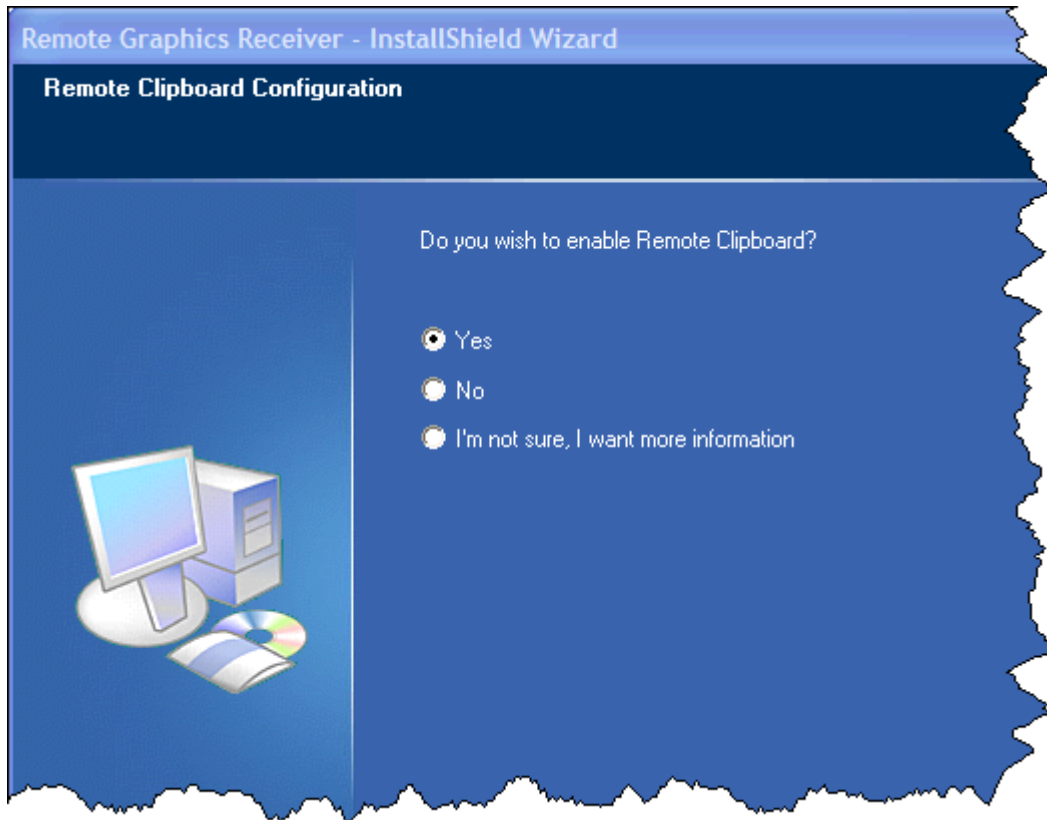 Remote Graphics Receiver - InstallShield Wizard
Remote Clipboard Configuration
Do you wish to enable Remote Clipboard?
Yes
No
I'm not sure, I want more information